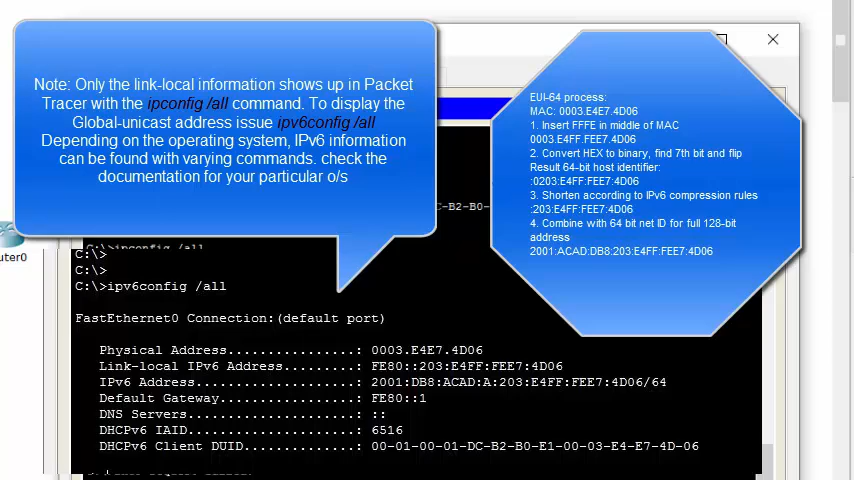 Note: Only the link-local information shows up in Packet
Tracer with the ipconfig /all command. To display the
Global-unicast address issue ipv6config /all
Depending on the operating system, IPv6 information
can be found with varying commands. check the
documentation for your particular o/s
EUI-64 process:
MAC: 0003.E4E7.4D06
1. Insert FFFE in middle of MAC
0003.E4FF.FEE7.4D06
2. Convert HEX to binary, find 7th bit and flip
Result 64-bit host identifier:
:0203:E4FF:FEE7:4D06
3. Shorten according to IPv6 compression rules
:203:E4FF:FEE7:4D06
4. Combine with 64 bit net ID for full 128-bit
address
2001:ACAD:DB8:203:E4FF:FEE7:4D06
C-B2-B0-
uter0
C:\>ipconfig /all
C:\>
C:\>
C:\>ipv6config /all
FastEthernet0 Connection:(default port)
Physical Address................: 0003.E4E7.4D06
Link-local IPv6 Address.........: FE80::203:E4FF:FEE7:4D06
IPv6 Address....................: 2001:DB8:ACAD:A:203:E4FF:FEE7:4D06/64
Default Gateway.................: FE80::1
DNS Servers.....................: ::
DHCPv6 IAID.....................: 6516
DHCPv6 Client DUID..............: 00-01-00-01-DC-B2-B0-E1-00-03-E4-E7-4D-06